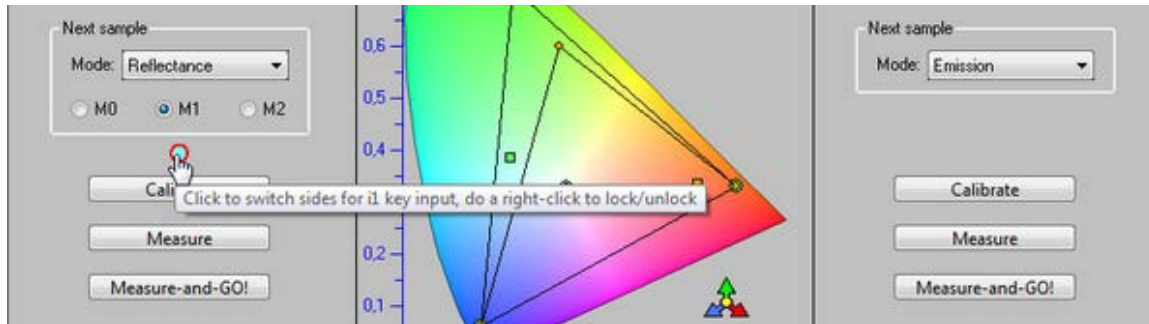 Next sample
Mode: Reflectance
M0 M1 M2
Click to switch sides for i1 key input, do a right-click to lock/unlock
Measure
Measure-and-GO!
0,6
0,5
0,4
0,2
0,1
Next sample
Mode: Emission
Calibrate
Measure
Measure-and-GO!